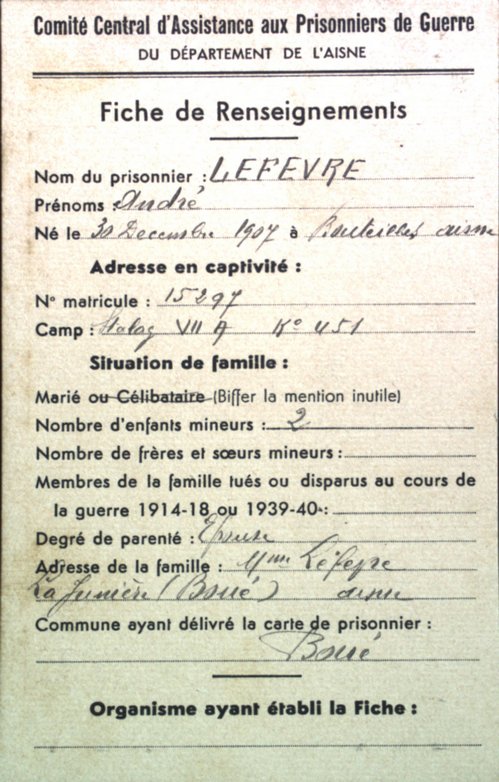 Comité Central d'Assistance aux Prisonniers de Guerre
DU DÉPARTEMENT DE L'AISNE
Fiche de Renseignements
Nom du prisonnier : LEFEVRE
Prénoms : André
Né le 30 Decembre 1907 à aisne
Adresse en captivité :
N° matricule : 15297
Camp : Stalag VII A K° 451
Situation de famille :
Marié ou Célibataire (Biffer la mention inutile)
Nombre d'enfants mineurs : 2
Nombre de frères et sœurs mineurs :
Membres de la famille tués ou disparus au cours de
la guerre 1914-18 ou 1939-40 :
Degré de parenté : Epouse
Adresse de la famille : Mme Lefevre
La (Boué) aisne
Commune ayant délivré la carte de prisonnier :
Boué
Organisme ayant établi la Fiche :